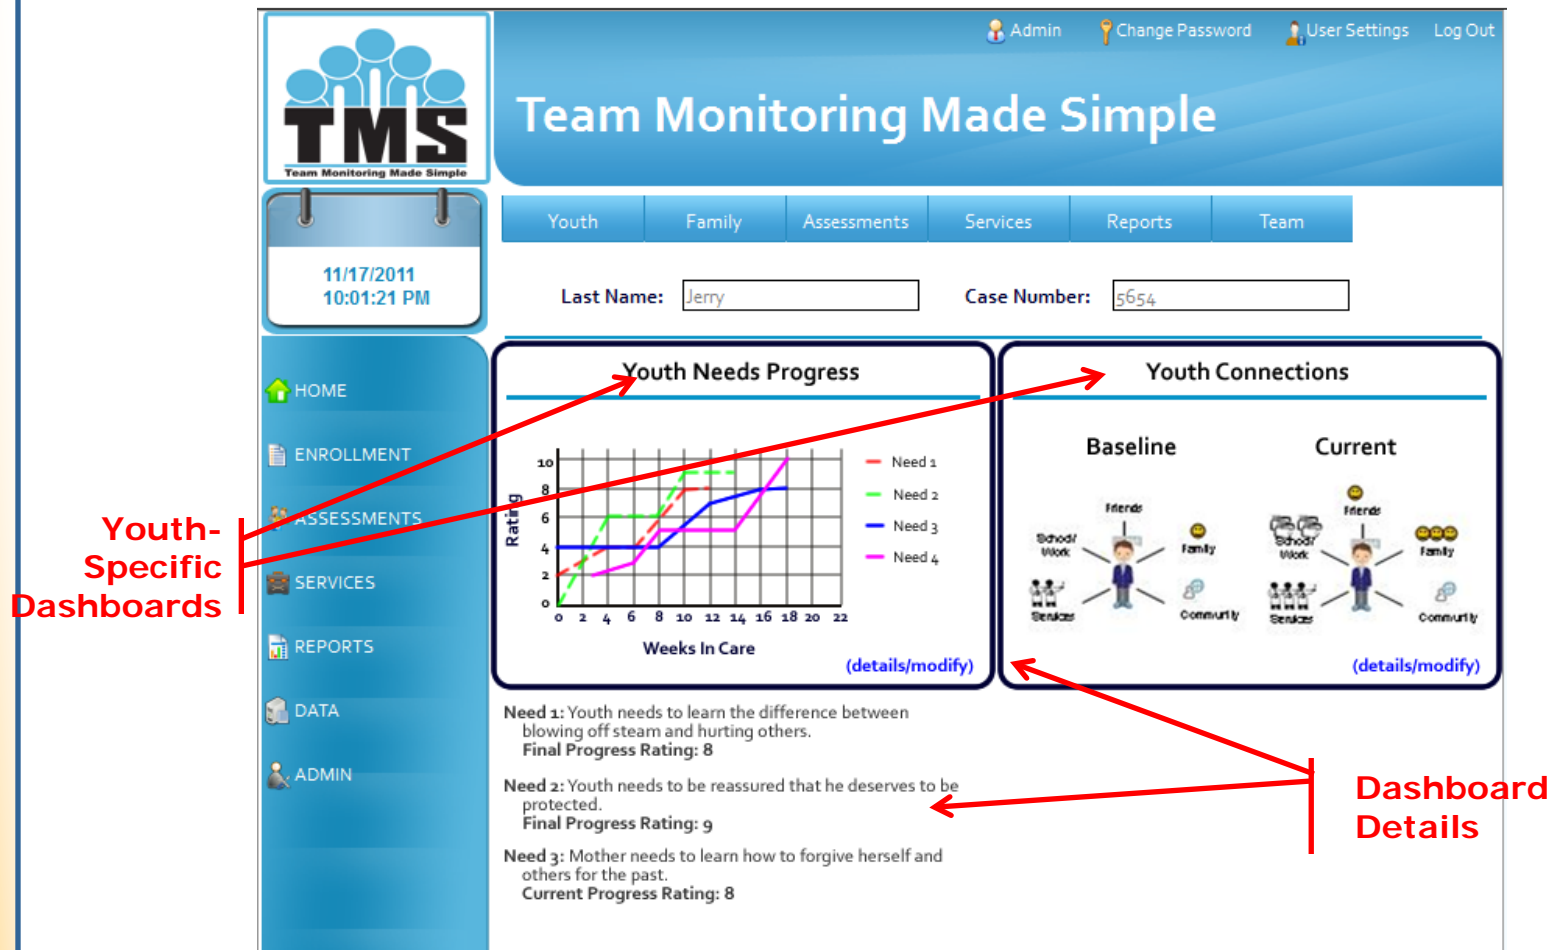 Admin Change Password User Settings Log Out
TMS
Team Monitoring Made Simple
Team Monitoring Made Simple
11/17/2011
10:01:21 PM
Youth Family Assessments Services Reports Team
Last Name: Jerry Case Number: 5654
HOME
ENROLLMENT
ASSESSMENTS
SERVICES
REPORTS
DATA
ADMIN
Youth-
Specific
Dashboards
Youth Needs Progress
10
8
6
4
2
0
Rating
0 2 4 6 8 10 12 14 16 18 20 22
Weeks In Care
Need 1
Need 2
Need 3
Need 4
(details/modify)
Youth Connections
Baseline
Friends
School/
Work
Family
Services
Community
Current
Friends
School/
Work
Family
Services
Community
(details/modify)
Need 1: Youth needs to learn the difference between
blowing off steam and hurting others.
Final Progress Rating: 8
Need 2: Youth needs to be reassured that he deserves to be
protected.
Final Progress Rating: 9
Need 3: Mother needs to learn how to forgive herself and
others for the past.
Current Progress Rating: 8
Dashboard
Details